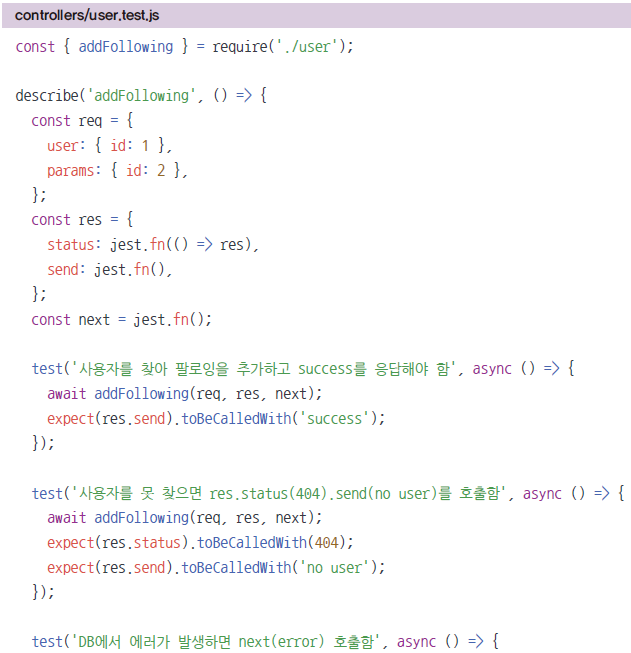 controllers/user.test.js
const { addFollowing } = require('./user');
describe('addFollowing', () => {
  const req = {
    user: { id: 1 },
    params: { id: 2 },
  };
  const res = {
    status: jest.fn(() => res),
    send: jest.fn(),
  };
  const next = jest.fn();
  test('사용자를 찾아 팔로잉을 추가하고 success를 응답해야 함', async () => {
    await addFollowing(req, res, next);
    expect(res.send).toBeCalledWith('success');
  });
  test('사용자를 못 찾으면 res.status(404).send(no user)를 호출함', async () => {
    await addFollowing(req, res, next);
    expect(res.status).toBeCalledWith(404);
    expect(res.send).toBeCalledWith('no user');
  });
  test('DB에서 에러가 발생하면 next(error) 호출함', async () => {